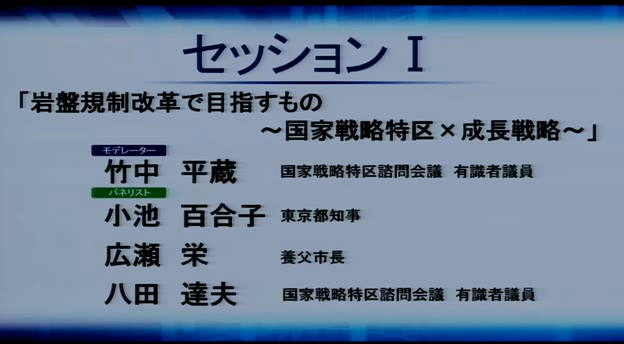 セッション Ⅰ
「岩盤規制改革で目指すもの
～国家戦略特区×成長戦略～」
モデレーター
竹中 平蔵 国家戦略特区諮問会議 有識者議員
パネリスト
小池 百合子 東京都知事
広瀬 栄 養父市長
八田 達夫 国家戦略特区諮問会議 有識者議員